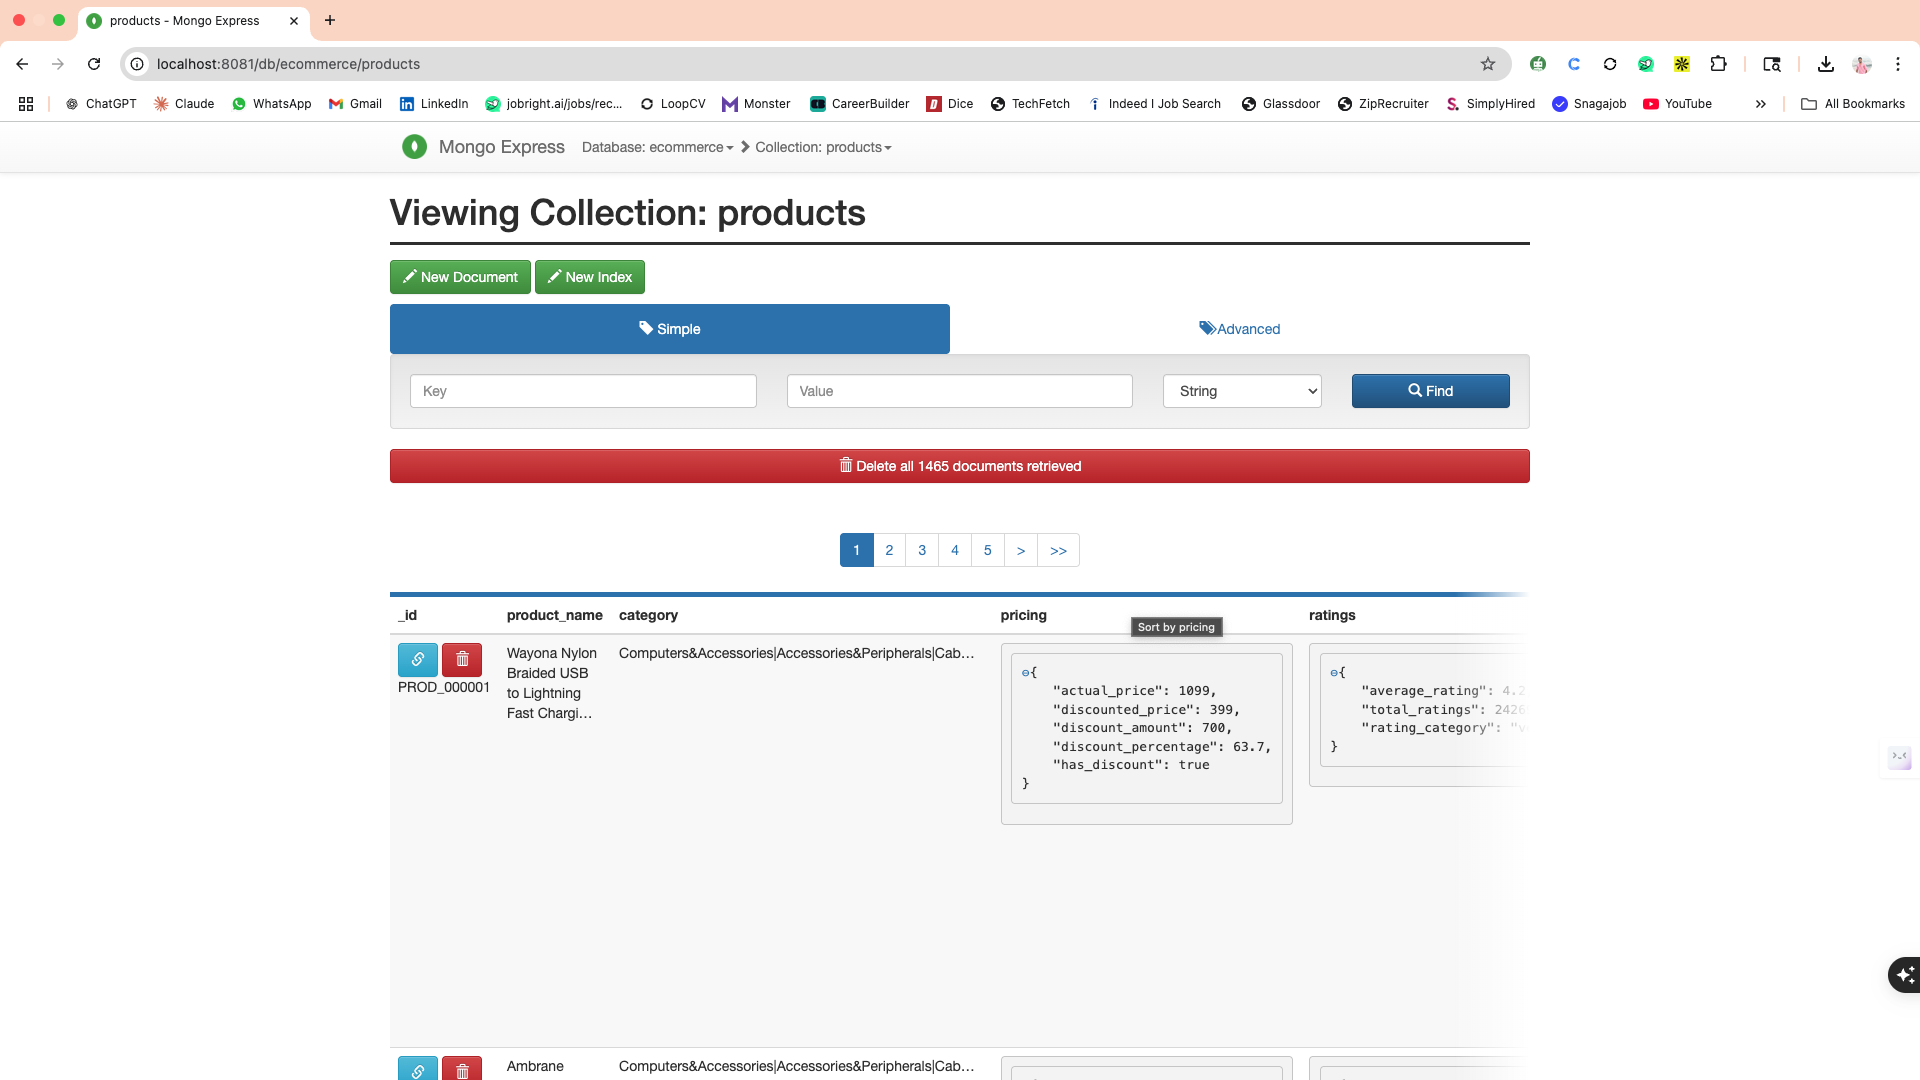 products - Mongo Express
localhost:8081/db/ecommerce/products
ChatGPT Claude WhatsApp Gmail LinkedIn jobright.ai/jobs/rec... LoopCV Monster CareerBuilder Dice TechFetch Indeed | Job Search Glassdoor ZipRecruiter SimplyHired Snagajob YouTube » All Bookmarks
Mongo Express Database: ecommerce Collection: products
Viewing Collection: products
New Document New Index
Simple Advanced
Key Value String Find
Delete all 1465 documents retrieved
1 2 3 4 5 > >>
_id product_name category pricing ratings
Sort by pricing
PROD_000001
Wayona Nylon
Braided USB
to Lightning
Fast Chargi...
Computers&Accessories|Accessories&Peripherals|Cab...
{
"actual_price": 1099,
"discounted_price": 399,
"discount_amount": 700,
"discount_percentage": 63.7,
"has_discount": true
}
{
"average_rating": 4.2
"total_ratings": 2426
"rating_category": "v
}
Ambrane Computers&Accessories|Accessories&Peripherals|Cab...